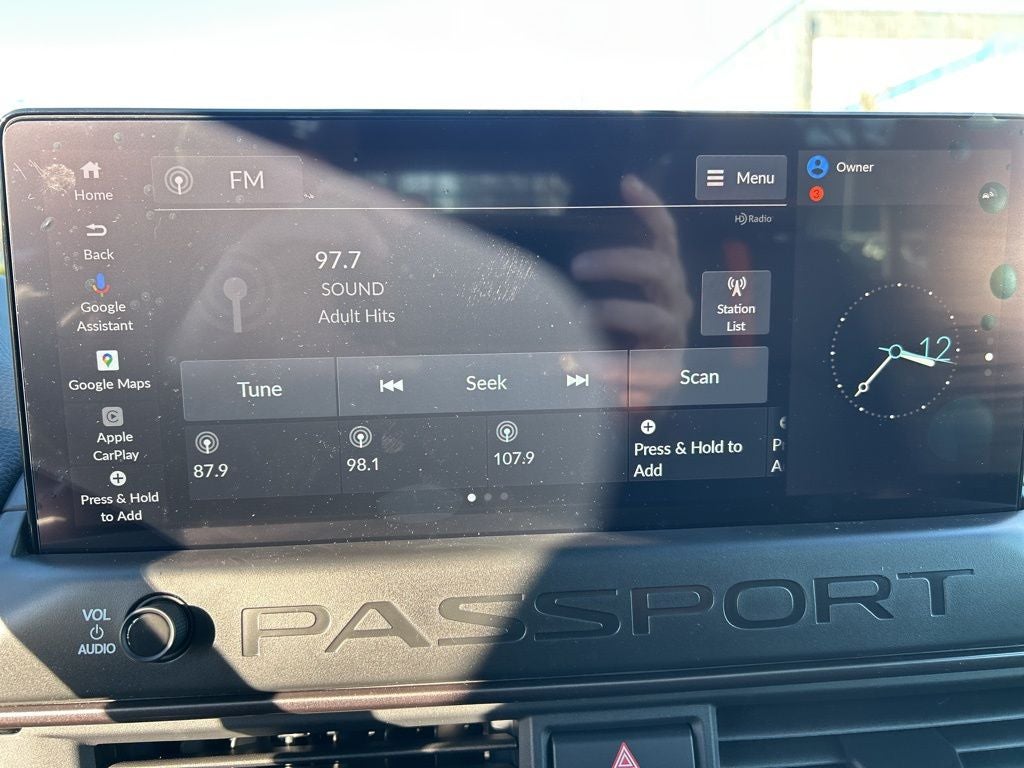 Home
FM
Menu
Owner
3
HD Radio
Back
97.7
SOUND
Adult Hits
Google
Assistant
Station
List
12
Google Maps
Tune
Seek
Scan
Apple
CarPlay
87.9
98.1
107.9
Press & Hold to
Add
P
A
Press & Hold
to Add
VOL
AUDIO
PASSPORT